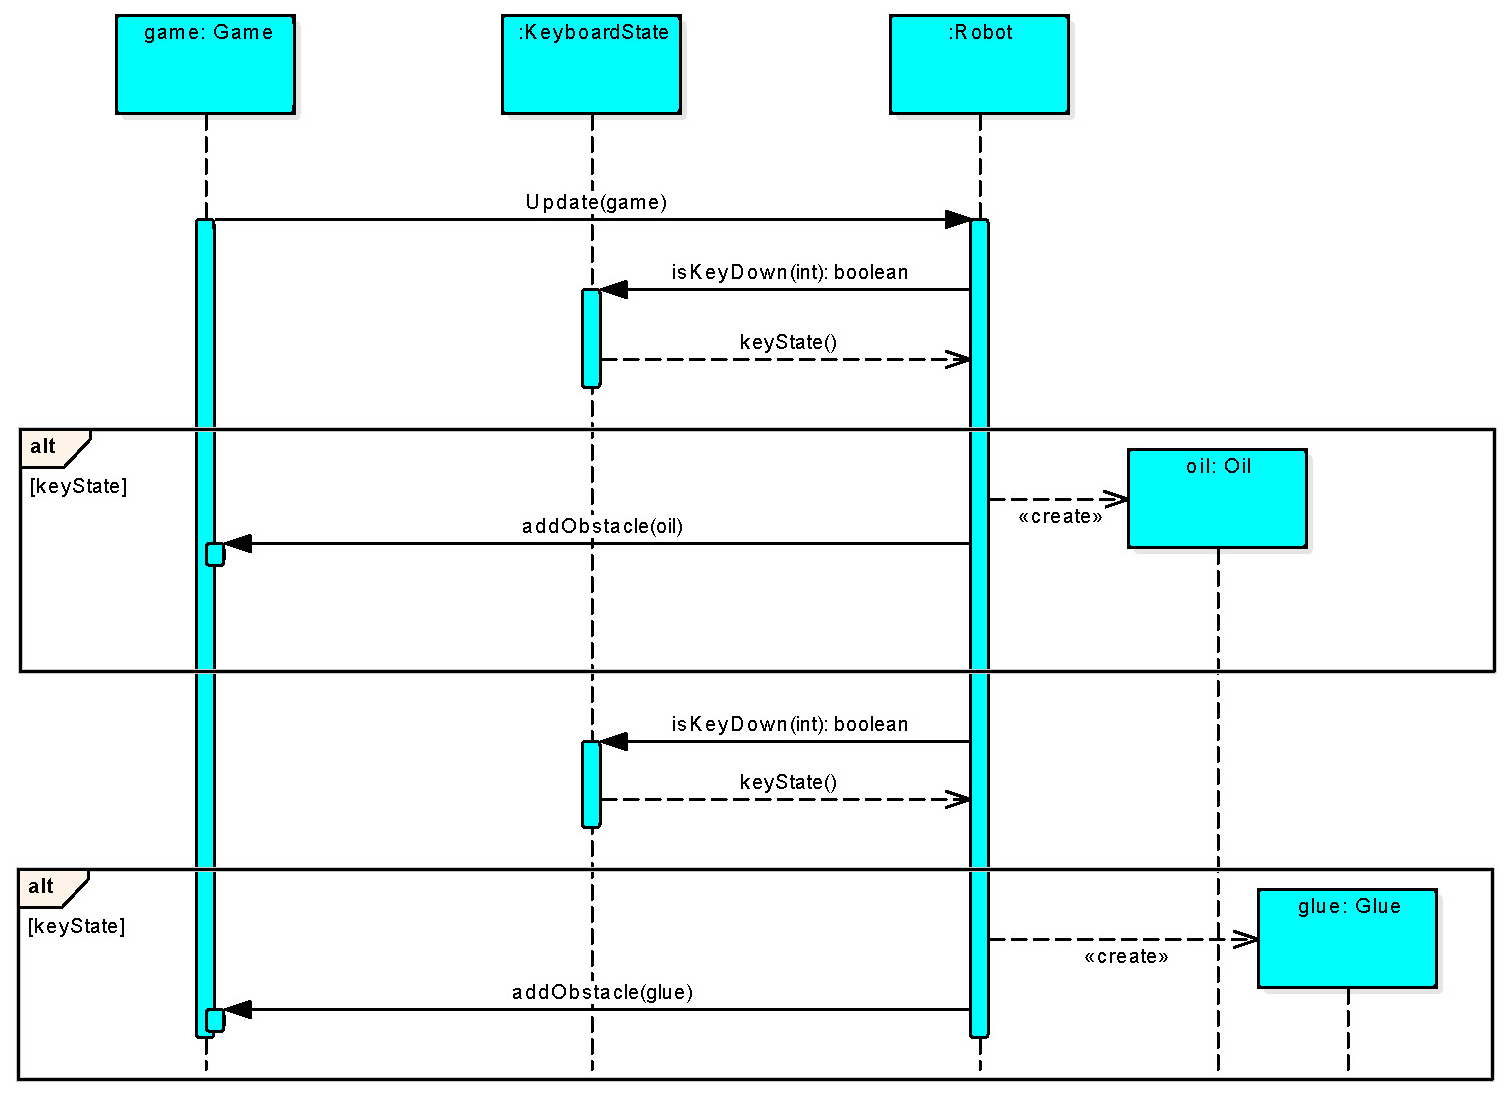 game: Game
:KeyboardState
:Robot
Update(game)
isKeyDown(int): boolean
keyState()
alt
[keyState]
oil: Oil
«create»
addObstacle(oil)
isKeyDown(int): boolean
keyState()
alt
[keyState]
glue: Glue
«create»
addObstacle(glue)